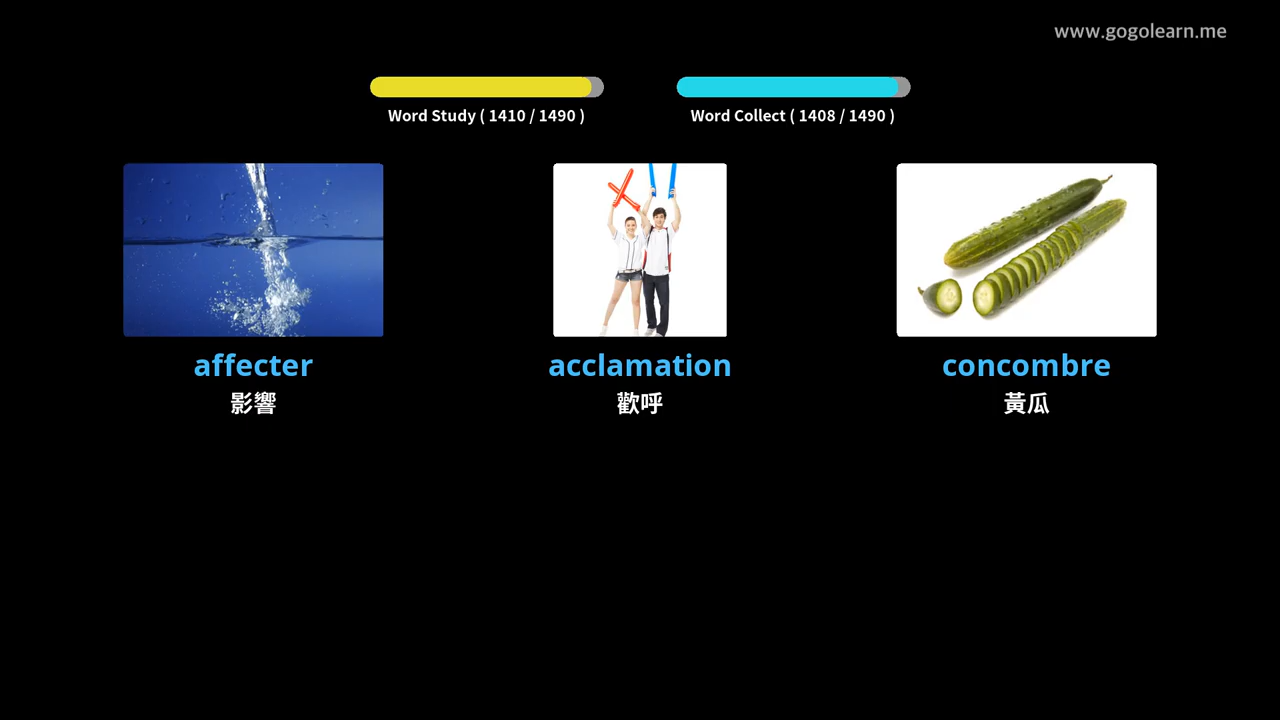 www.gogolearn.me
Word Study ( 1410 / 1490 )
Word Collect ( 1408 / 1490 )
affecter
影響
acclamation
歡呼
concombre
黃瓜